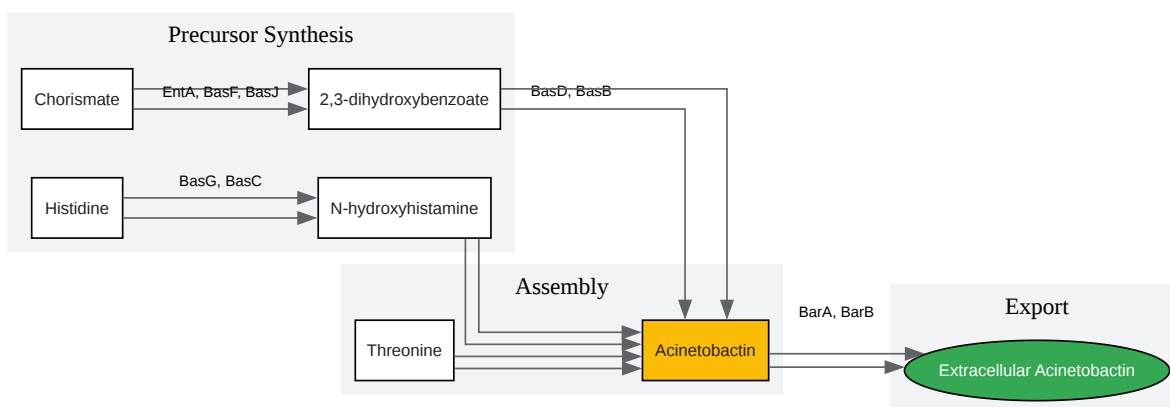 Precursor Synthesis
Chorismate
EntA, BasF, BasJ
2,3-dihydroxybenzoate
BasD, BasB
Histidine
BasG, BasC
N-hydroxyhistamine
Assembly
Threonine
Acinetobactin
BarA, BarB
Export
Extracellular Acinetobactin